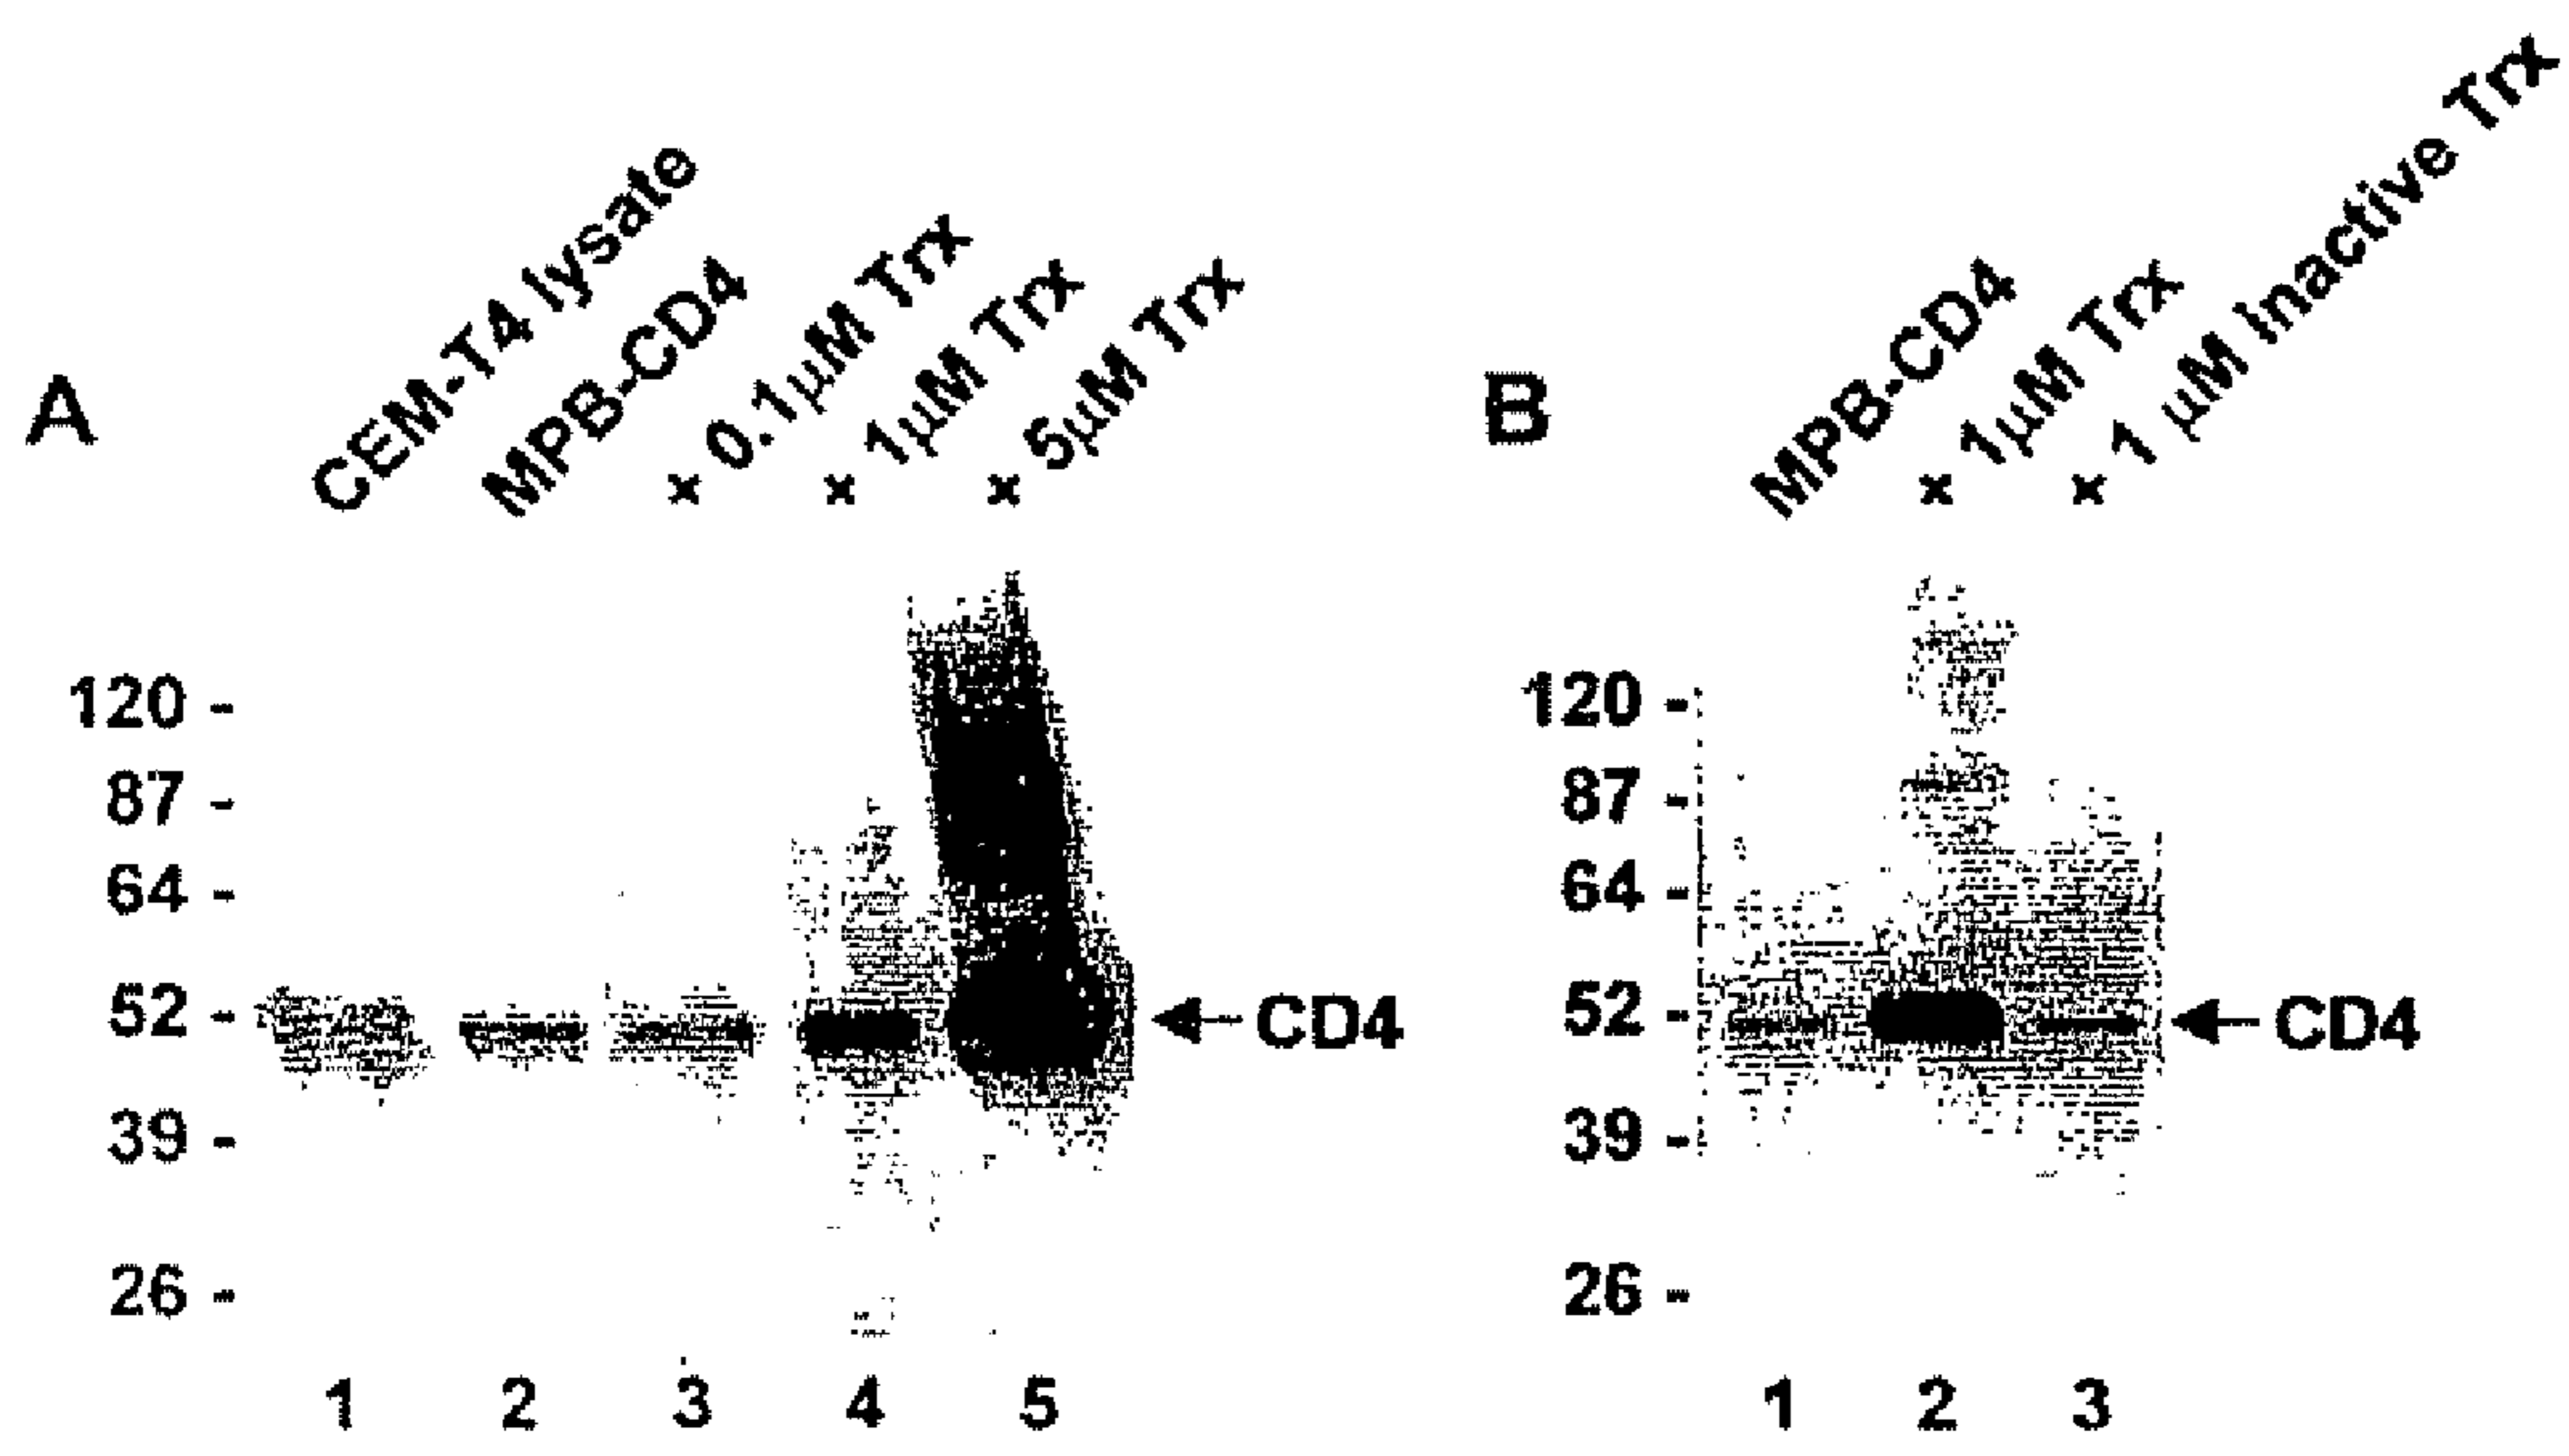 A
CEM-T4 lysate
MPB-CD4
+ 0.1μM Trx
+ 1μM Trx
+ 5μM Trx
120 -
87 -
64 -
52 -
39 -
26 -
CD4
1 2 3 4 5
B
MPB-CD4
+ 1μM Trx
+ 1 μM Inactive Trx
120 -
87 -
64 -
52 -
39 -
26 -
CD4
1 2 3